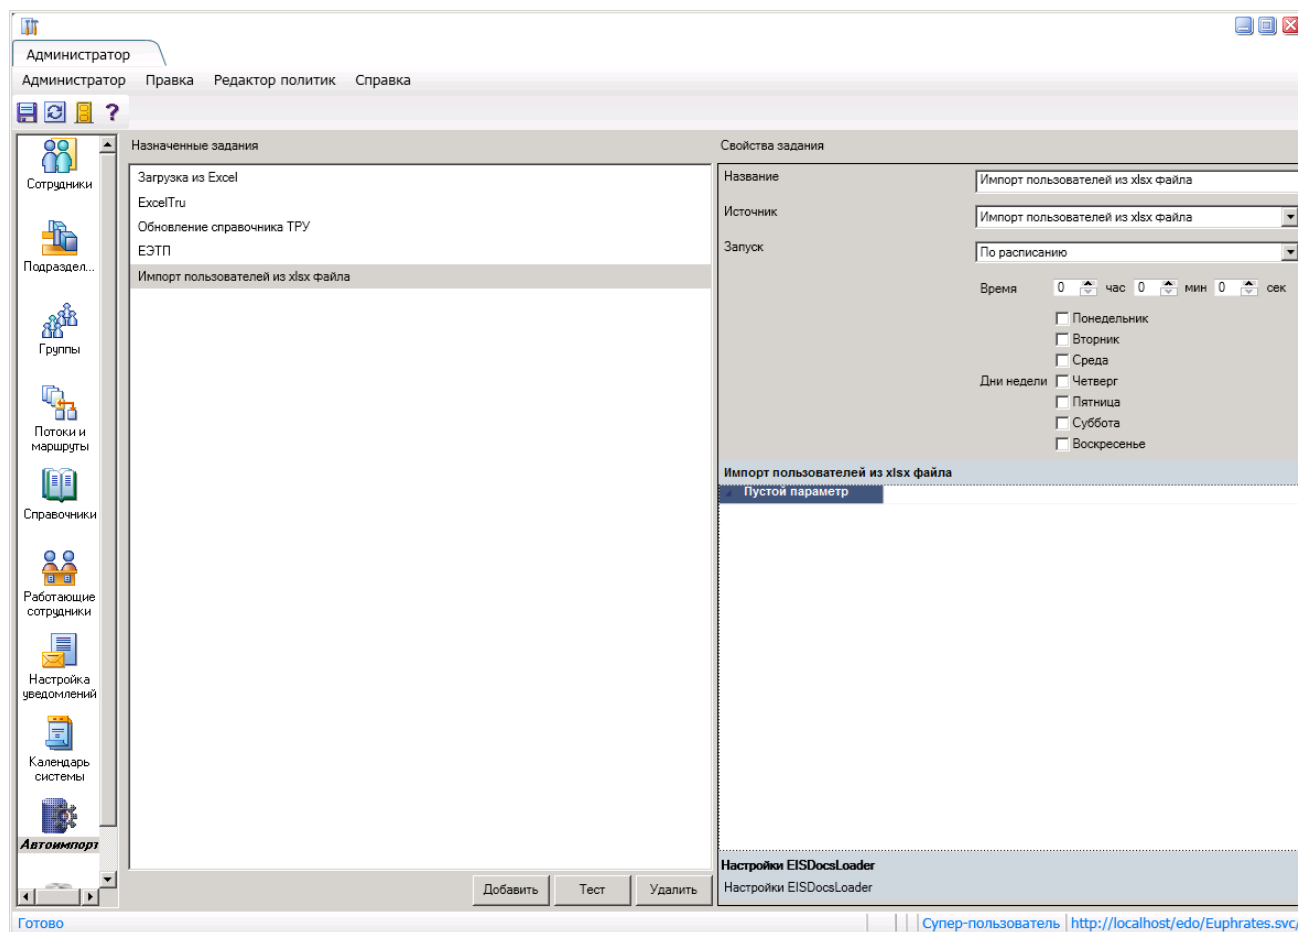 Администратор
Администратор Правка Редактор политик Справка
?
Назначенные задания
Свойства задания
Сотрудники
Подраздел...
Группы
Потоки и
маршруты
Справочники
Работающие
сотрудники
Настройка
уведомлений
Календарь
системы
Автоимпорт
Загрузка из Excel
ExcelTru
Обновление справочника ТРУ
ЕЭТП
Импорт пользователей из xlsx файла
Добавить Тест Удалить
Название Импорт пользователей из xlsx файла
Источник Импорт пользователей из xlsx файла
Запуск По расписанию
Время 0 час 0 мин 0 сек
Понедельник
Вторник
Среда
Дни недели Четверг
Пятница
Суббота
Воскресенье
Импорт пользователей из xlsx файла
Пустой параметр
Настройки EISDocsLoader
Настройки EISDocsLoader
Готово
Супер-пользователь http://localhost/edo/Euphrates.svc/